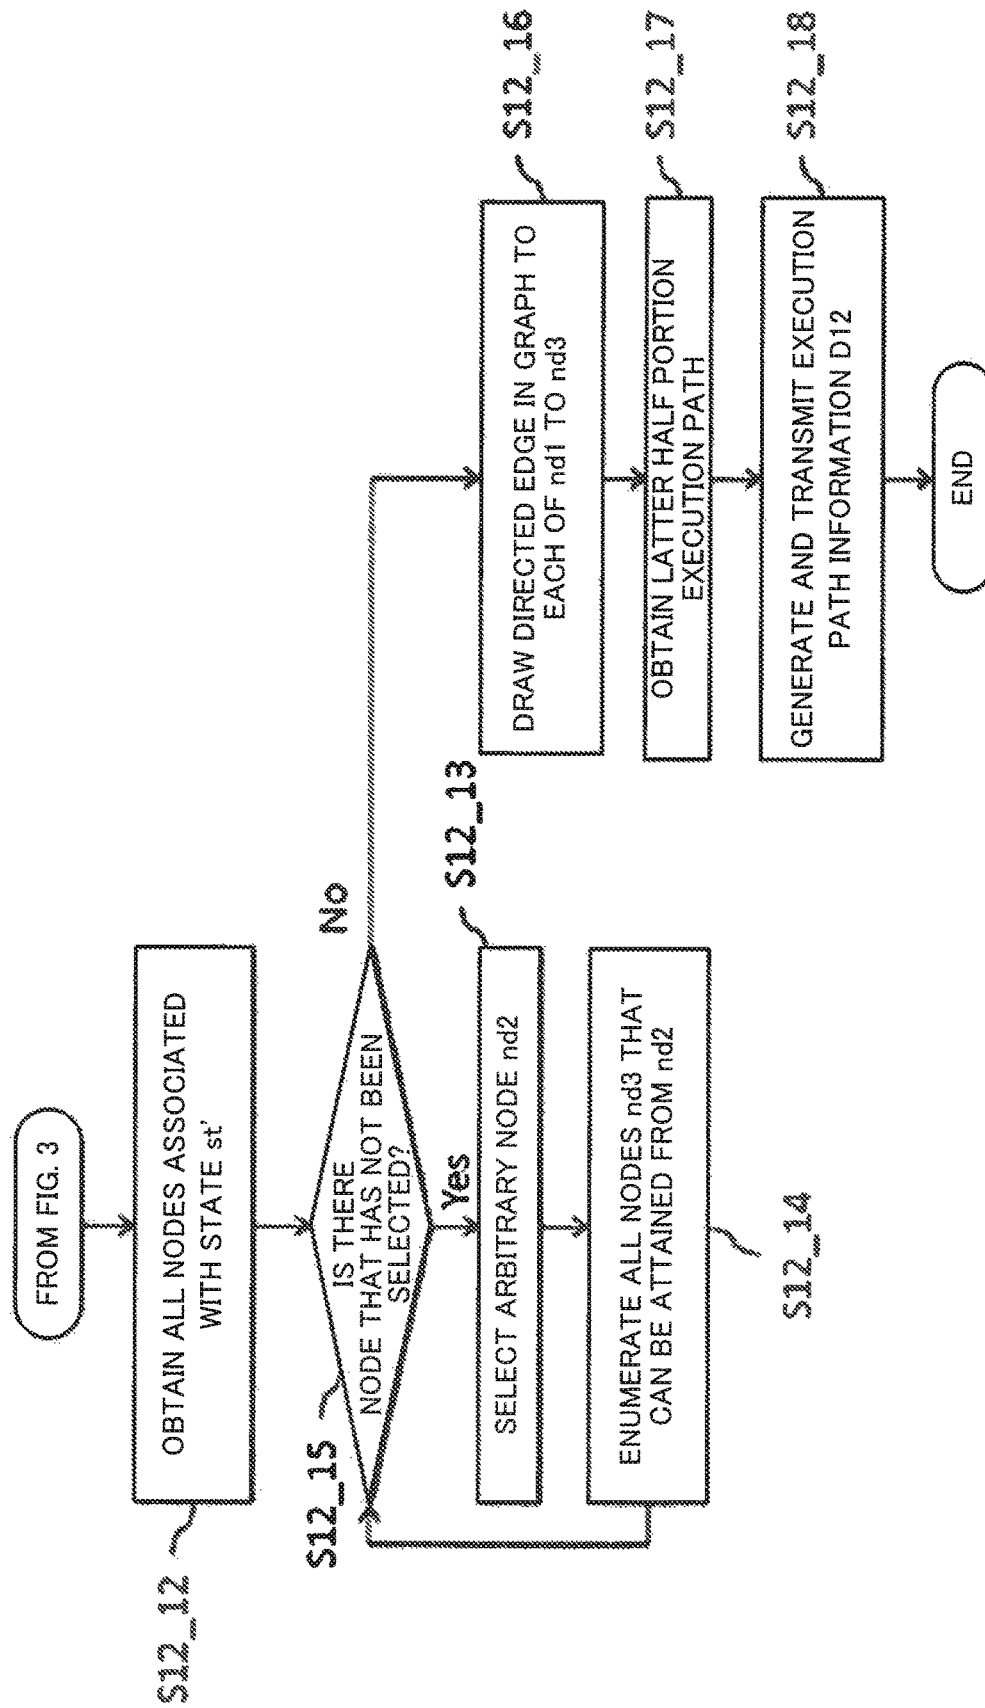 FROM FIG. 3
S12_12
OBTAIN ALL NODES ASSOCIATED
WITH STATE st'
S12_15
IS THERE
NODE THAT HAS NOT BEEN
SELECTED?
No
Yes
S12_13
SELECT ARBITRARY NODE nd2
ENUMERATE ALL NODES nd3 THAT
CAN BE ATTAINED FROM nd2
S12_14
S12_16
DRAW DIRECTED EDGE IN GRAPH TO
EACH OF nd1 TO nd3
S12_17
OBTAIN LATTER HALF PORTION
EXECUTION PATH
S12_18
GENERATE AND TRANSMIT EXECUTION
PATH INFORMATION D12
END